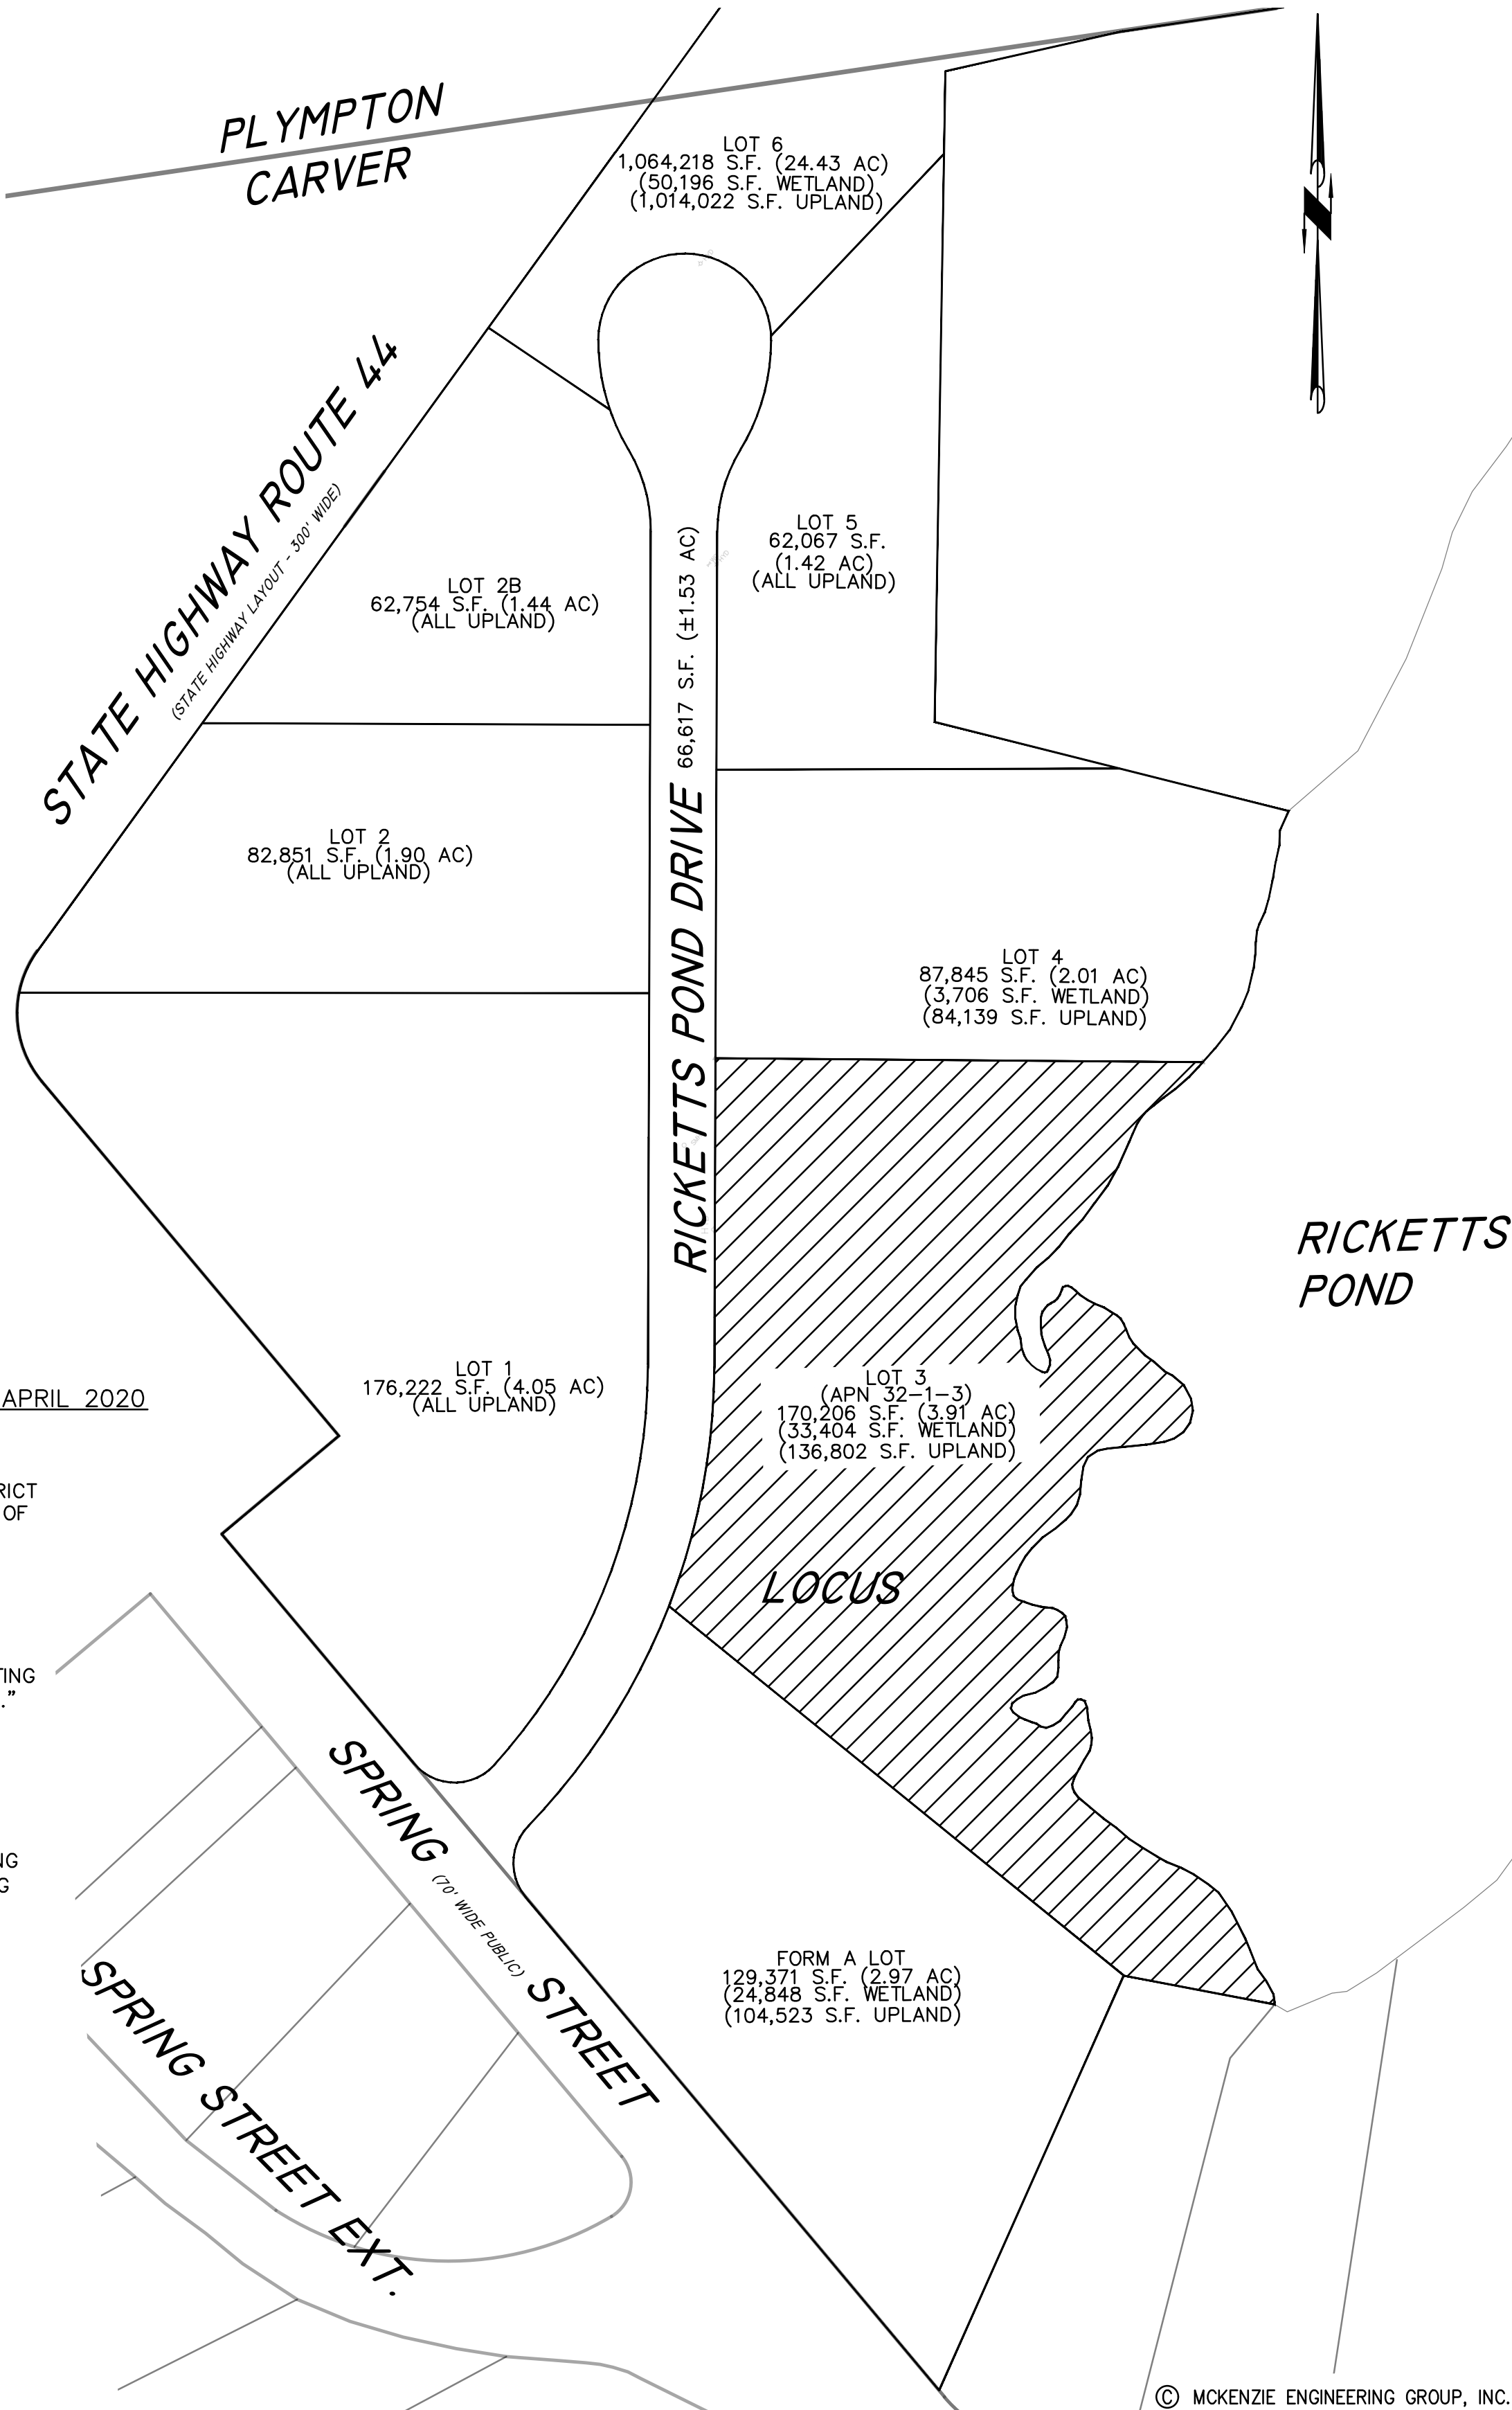 PLYMPTON
CARVER
LOT 6
1,064,218 S.F. (24.43 AC)
(50,196 S.F. WETLAND)
(1,014,022 S.F. UPLAND)
STATE HIGHWAY ROUTE 44
(STATE HIGHWAY LAYOUT - 300' WIDE)
LOT 5
62,067 S.F.
(1.42 AC)
(ALL UPLAND)
LOT 2B
62,754 S.F. (1.44 AC)
(ALL UPLAND)
RICKETTS POND DRIVE 66,617 S.F. (±1.53 AC)
LOT 2
82,851 S.F. (1.90 AC)
(ALL UPLAND)
LOT 4
87,845 S.F. (2.01 AC)
(3,706 S.F. WETLAND)
(84,139 S.F. UPLAND)
RICKETTS
POND
LOT 1
176,222 S.F. (4.05 AC)
(ALL UPLAND)
LOT 3
(APN 32-1-3)
170,206 S.F. (3.91 AC)
(33,404 S.F. WETLAND)
(136,802 S.F. UPLAND)
APRIL 2020
RICT
OF
LOCUS
TING
."
NG
G
SPRING (70' WIDE PUBLIC) STREET
FORM A LOT
129,371 S.F. (2.97 AC)
(24,848 S.F. WETLAND)
(104,523 S.F. UPLAND)
SPRING STREET EXT.
© MCKENZIE ENGINEERING GROUP, INC.